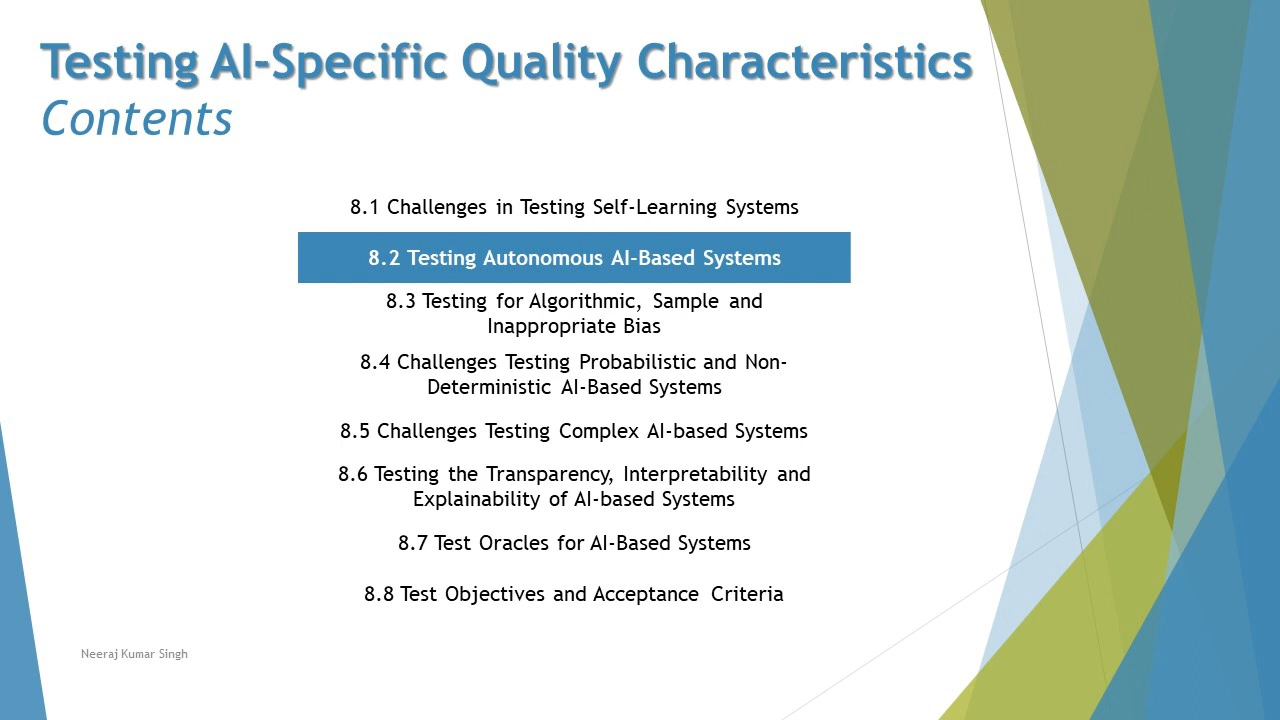 Testing AI-Specific Quality Characteristics
Contents
8.1 Challenges in Testing Self-Learning Systems
8.2 Testing Autonomous AI-Based Systems
8.3 Testing for Algorithmic, Sample and
Inappropriate Bias
8.4 Challenges Testing Probabilistic and Non-
Deterministic AI-Based Systems
8.5 Challenges Testing Complex AI-based Systems
8.6 Testing the Transparency, Interpretability and
Explainability of AI-based Systems
8.7 Test Oracles for AI-Based Systems
8.8 Test Objectives and Acceptance Criteria
Neeraj Kumar Singh